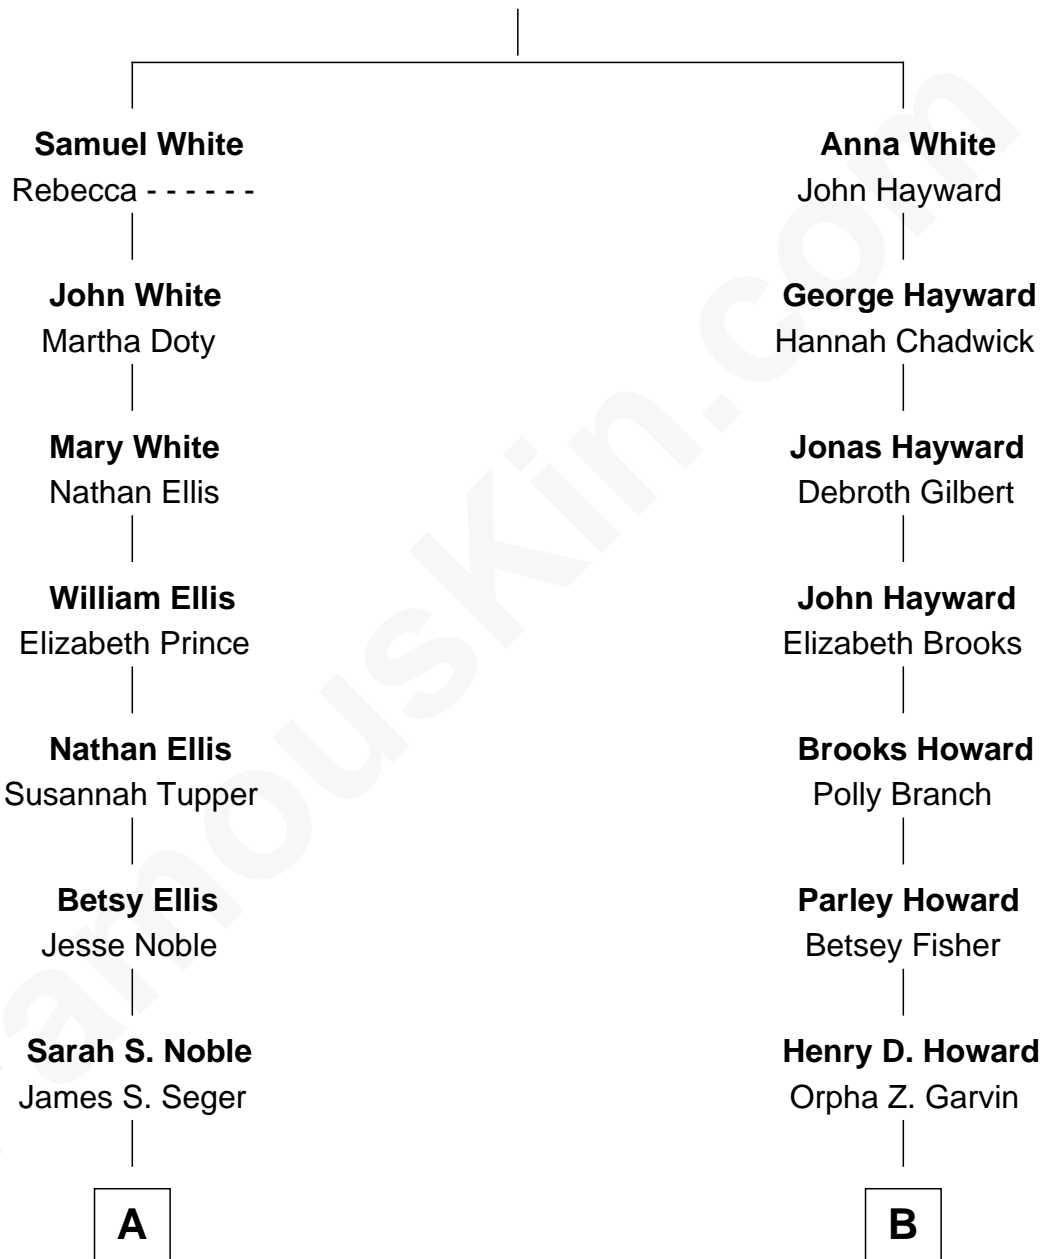 Samuel White
Rebecca - - - - - -
John White
Martha Doty
Mary White
Nathan Ellis
William Ellis
Elizabeth Prince
Nathan Ellis
Susannah Tupper
Betsy Ellis
Jesse Noble
Sarah S. Noble
James S. Seger
A
Anna White
John Hayward
George Hayward
Hannah Chadwick
Jonas Hayward
Debroth Gilbert
John Hayward
Elizabeth Brooks
Brooks Howard
Polly Branch
Parley Howard
Betsey Fisher
Henry D. Howard
Orpha Z. Garvin
B
FamousKin.com